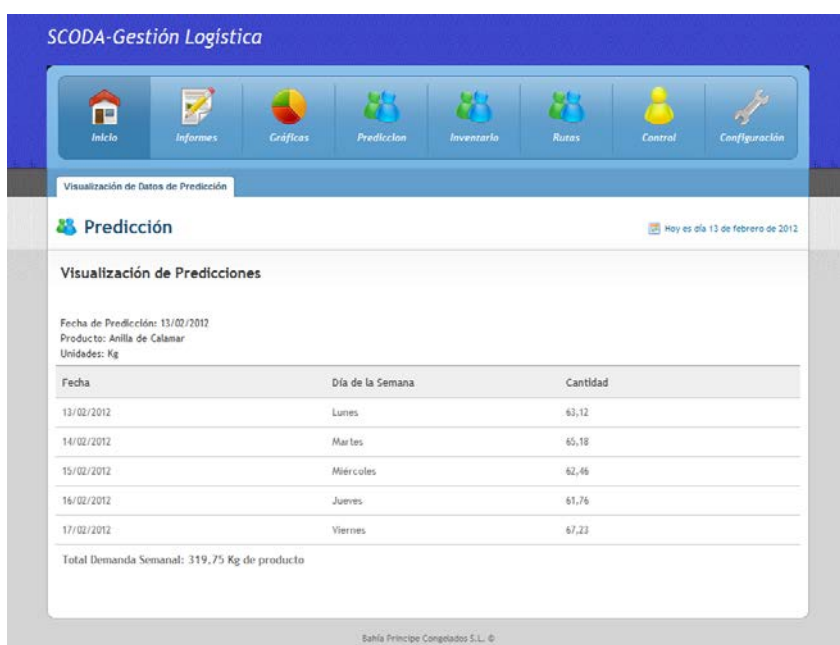 SCODA-Gestión Logística
Inicio Informes Gráficas Prediccion Inventario Rutas Control Configuración
Visualización de Datos de Predicción
Predicción Hoy es día 13 de febrero de 2012
Visualización de Predicciones
Fecha de Predicción: 13/02/2012
Producto: Anilla de Calamar
Unidades: Kg
Fecha Día de la Semana Cantidad
13/02/2012 Lunes 63,12
14/02/2012 Martes 65,18
15/02/2012 Miércoles 62,46
16/02/2012 Jueves 61,76
17/02/2012 Viernes 67,23
Total Demanda Semanal: 319,75 Kg de producto
Bahía Principe Congelados S.L. ©